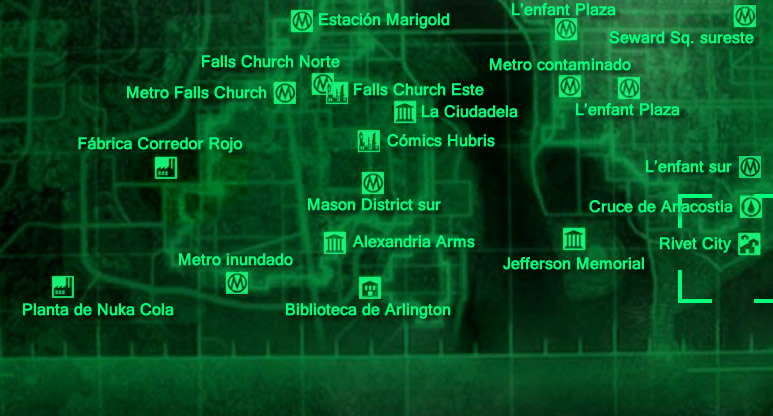 L'enfant Plaza
Estación Marigold
Seward Sq. sureste
Falls Church Norte
Metro contaminado
Metro Falls Church
Falls Church Este
La Ciudadela
L'enfant Plaza
Fábrica Corredor Rojo
Cómics Hubris
L'enfant sur
Mason District sur
Cruce de Anacostia
Alexandria Arms
Rivet City
Metro inundado
Jefferson Memorial
Planta de Nuka Cola
Biblioteca de Arlington